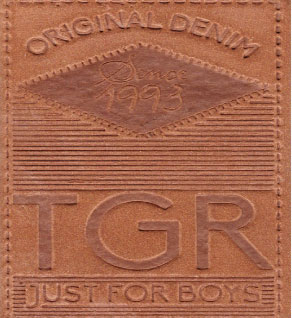 ORIGINAL DENIM
Since
1993
TGR
JUST FOR BOYS